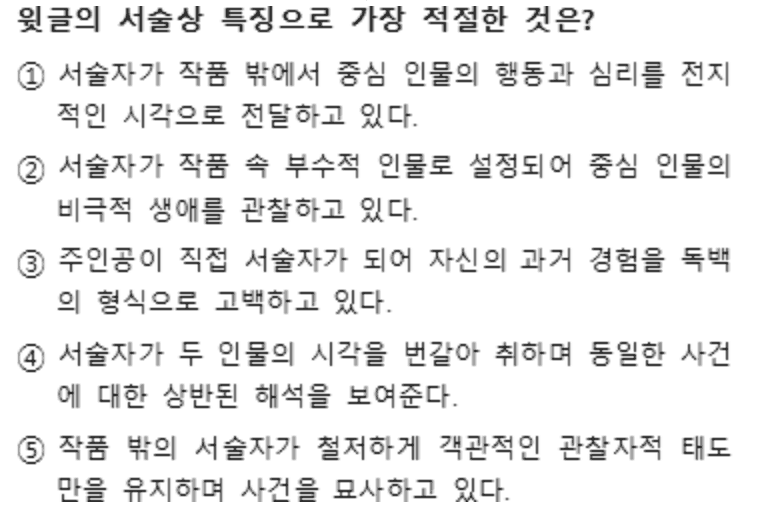 윗글의 서술상 특징으로 가장 적절한 것은?
① 서술자가 작품 밖에서 중심 인물의 행동과 심리를 전지
적인 시각으로 전달하고 있다.
② 서술자가 작품 속 부수적 인물로 설정되어 중심 인물의
비극적 생애를 관찰하고 있다.
③ 주인공이 직접 서술자가 되어 자신의 과거 경험을 독백
의 형식으로 고백하고 있다.
④ 서술자가 두 인물의 시각을 번갈아 취하며 동일한 사건
에 대한 상반된 해석을 보여준다.
⑤ 작품 밖의 서술자가 철저하게 객관적인 관찰자적 태도
만을 유지하며 사건을 묘사하고 있다.